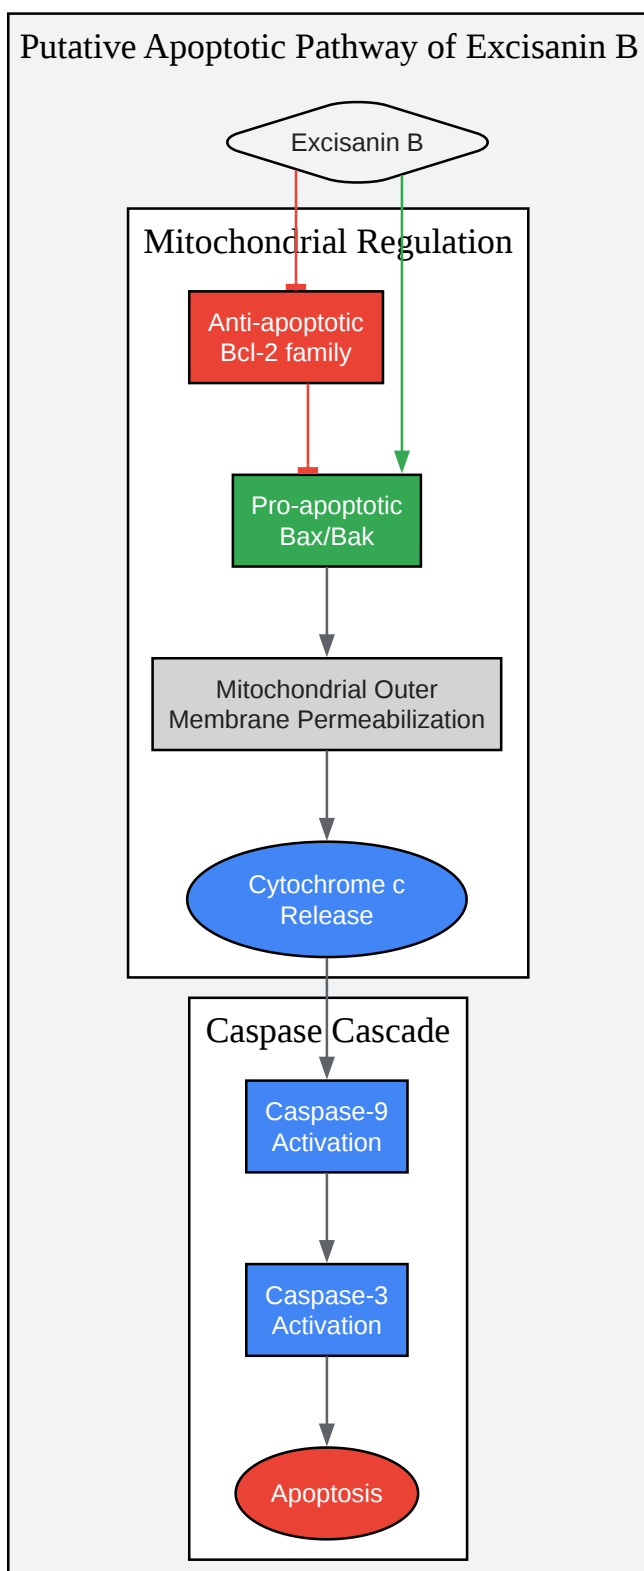 Putative Apoptotic Pathway of Excisanin B
Excisanin B
Mitochondrial Regulation
Anti-apoptotic
Bcl-2 family
Pro-apoptotic
Bax/Bak
Mitochondrial Outer
Membrane Permeabilization
Cytochrome c
Release
Caspase Cascade
Caspase-9
Activation
Caspase-3
Activation
Apoptosis